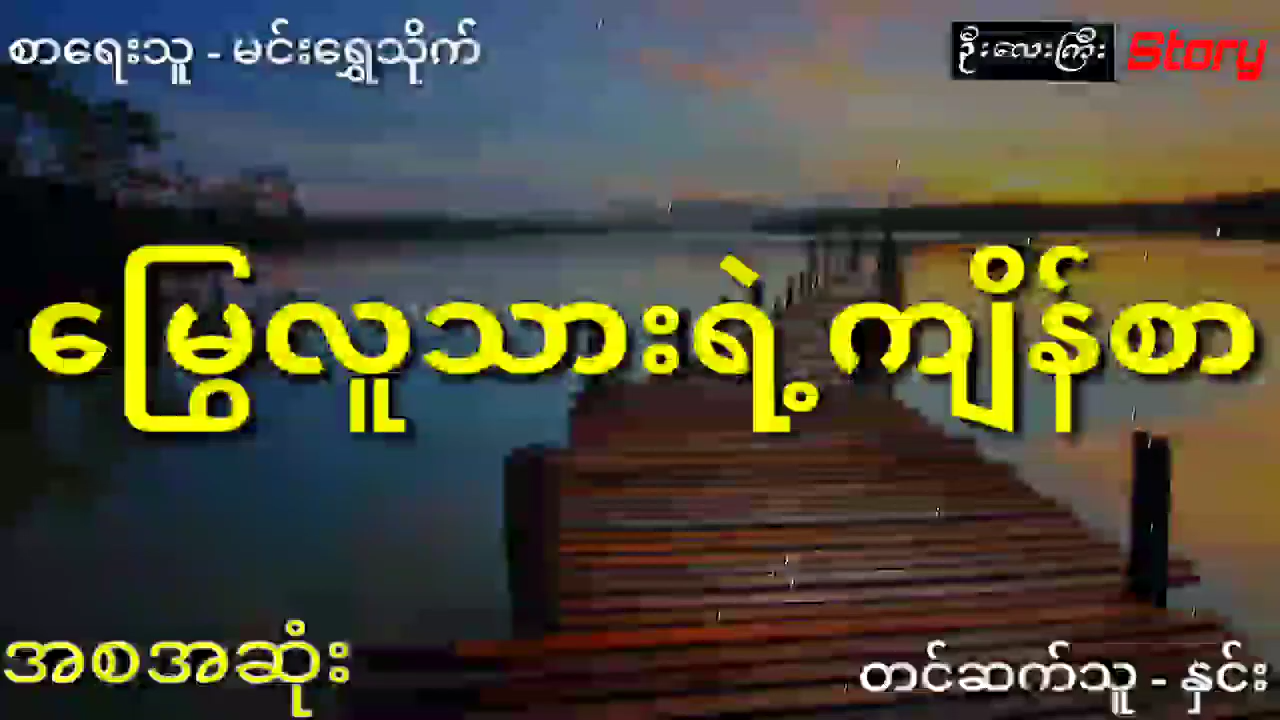 စာရေးသူ - မင်းရွှေသိုက်
ဦးလေးကြီး Story
မြွေလူသားရဲ့ကျိန်စာ
အစအဆုံး
တင်ဆက်သူ - နှင်း